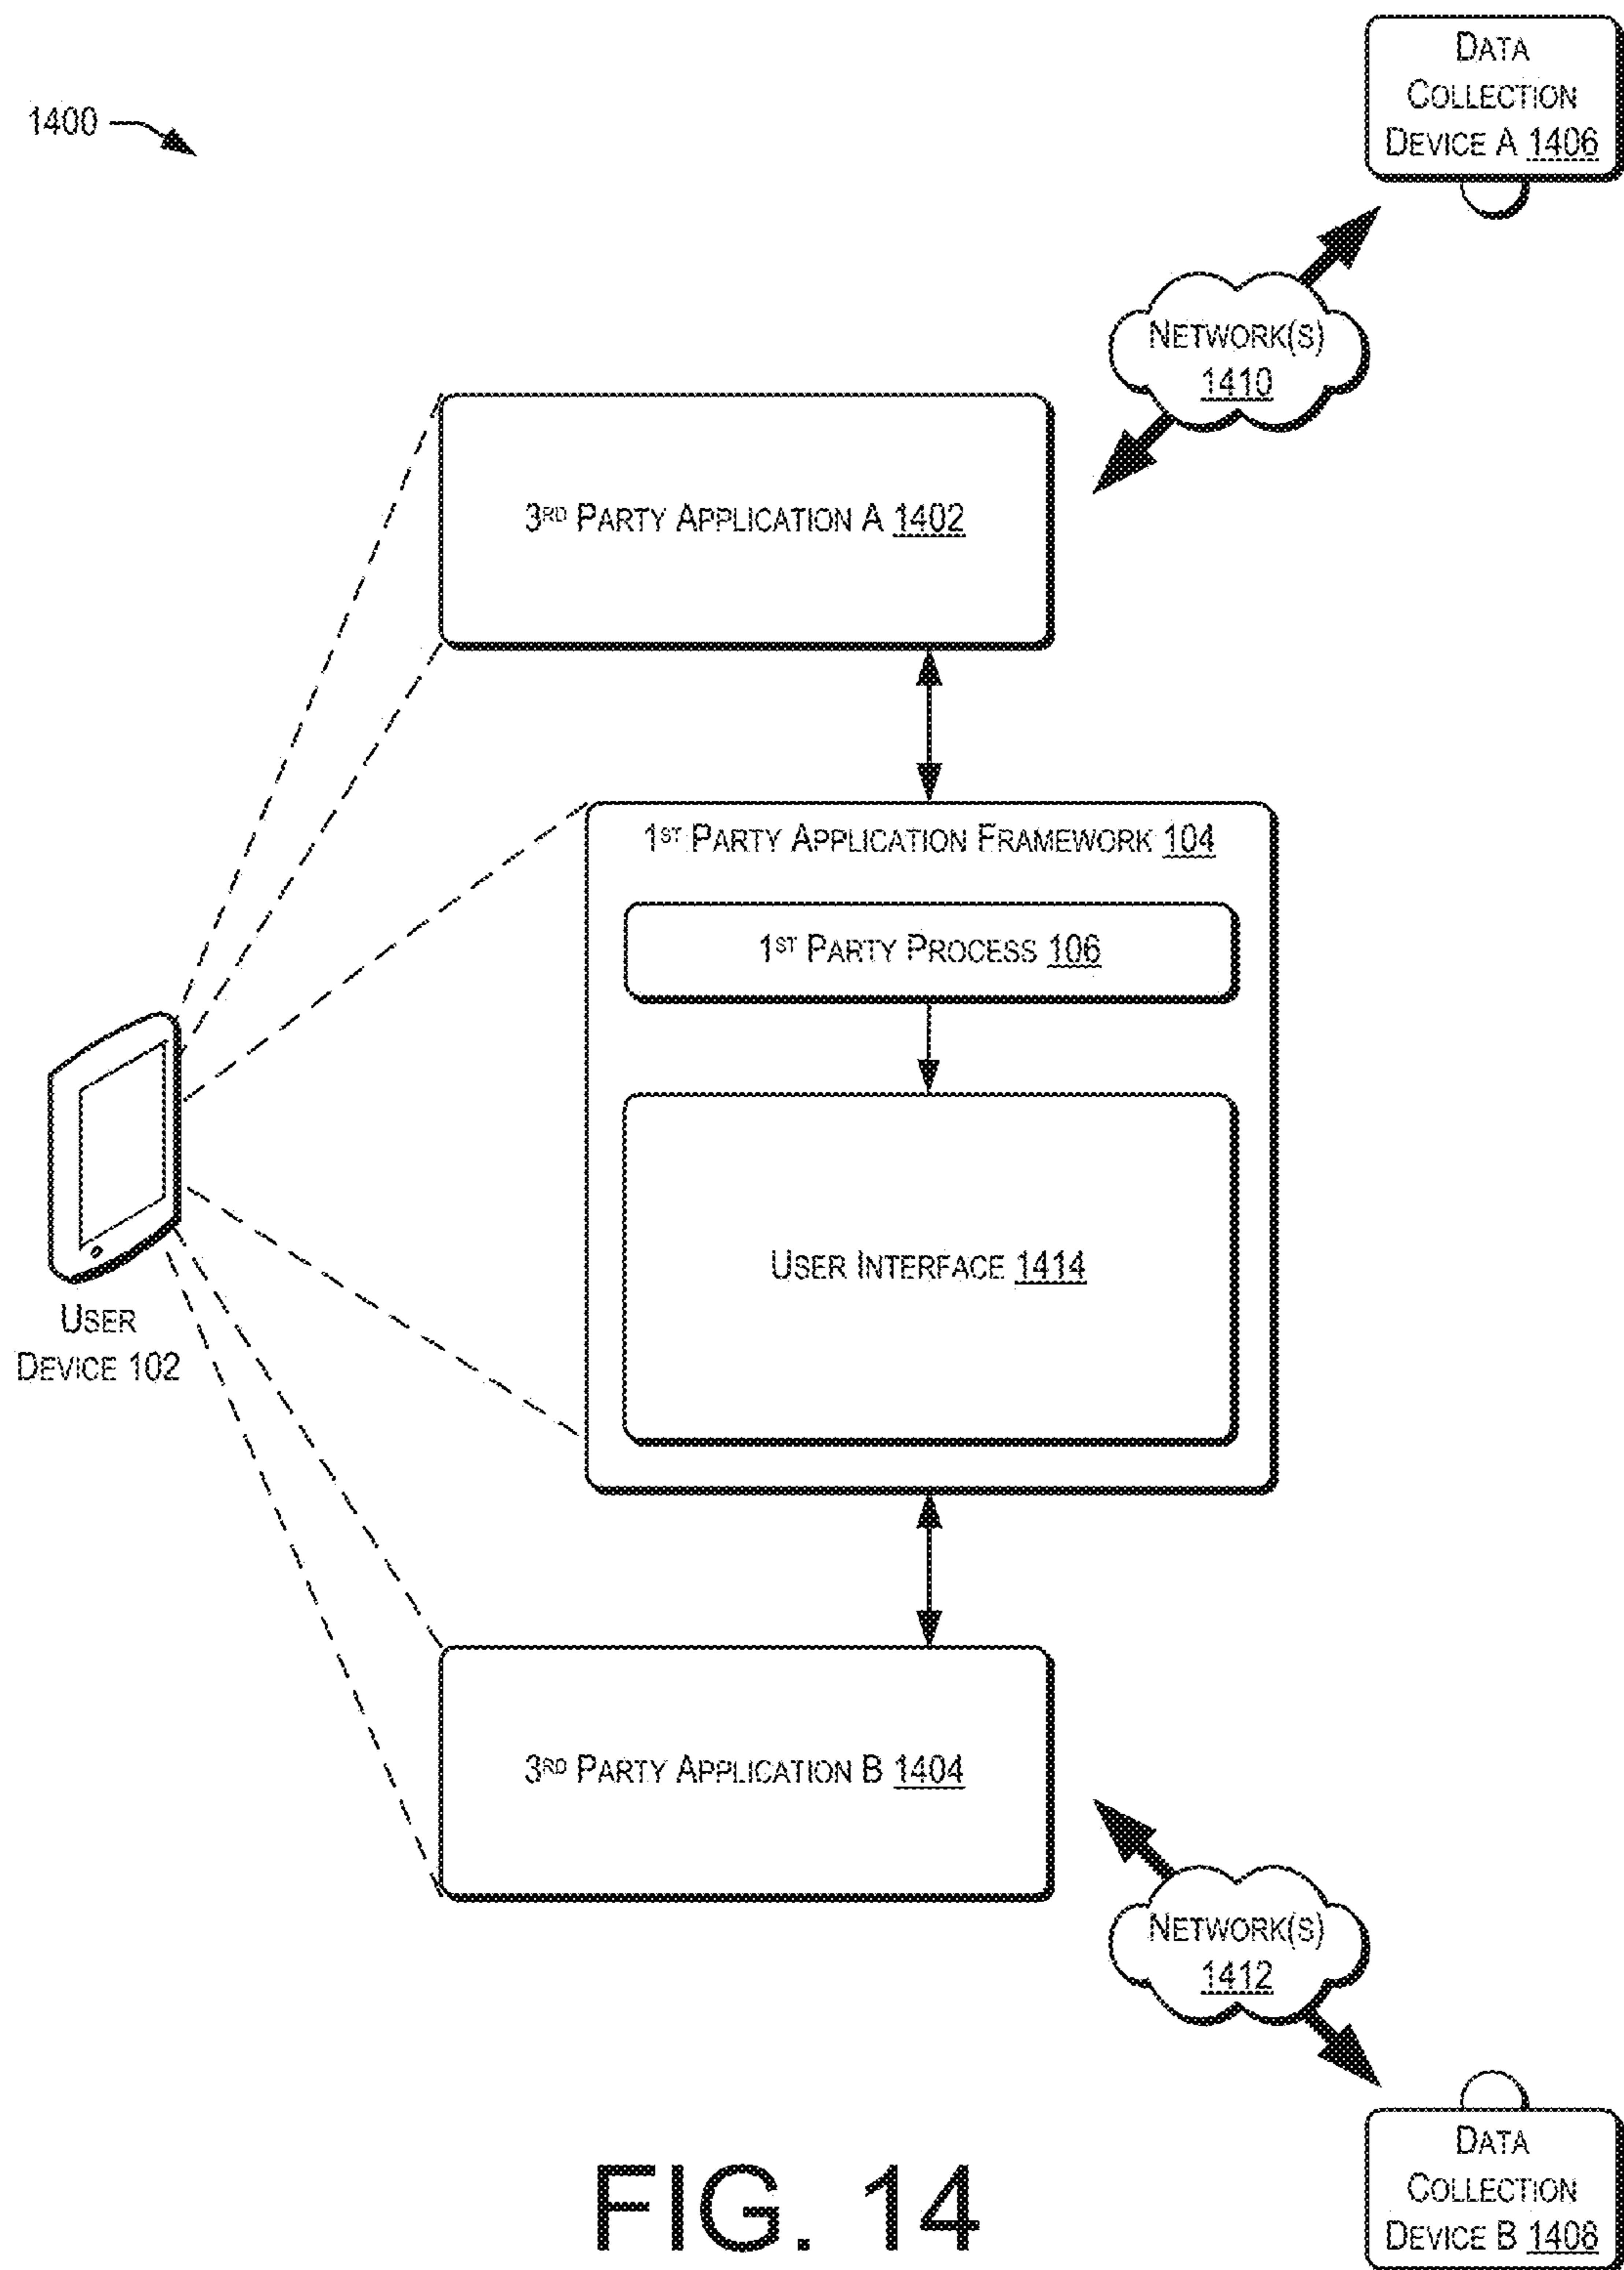 1400
DATA
COLLECTION
DEVICE A 1406
NETWORK(S)
1410
3RD PARTY APPLICATION A 1402
1ST PARTY APPLICATION FRAMEWORK 104
1ST PARTY PROCESS 106
USER INTERFACE 1414
USER
DEVICE 102
3RD PARTY APPLICATION B 1404
NETWORK(S)
1412
DATA
COLLECTION
DEVICE B 1408
FIG. 14